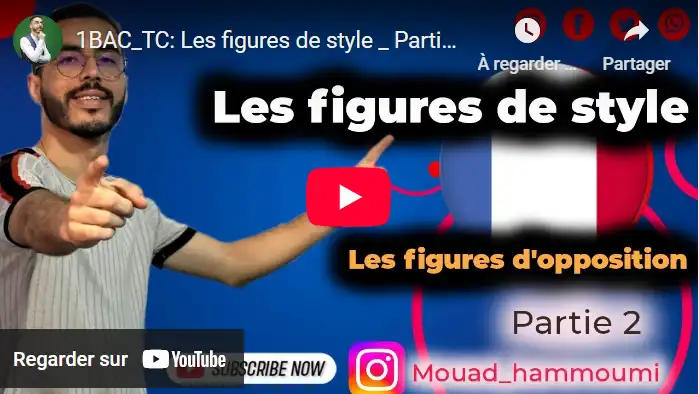 1BAC_TC: Les figures de style _ Parti...
À regarder ...
Partager
Les figures de style
Les figures d'opposition
Partie 2
Regarder sur YouTube
SUBSCRIBE NOW
Mouad_hammoumi